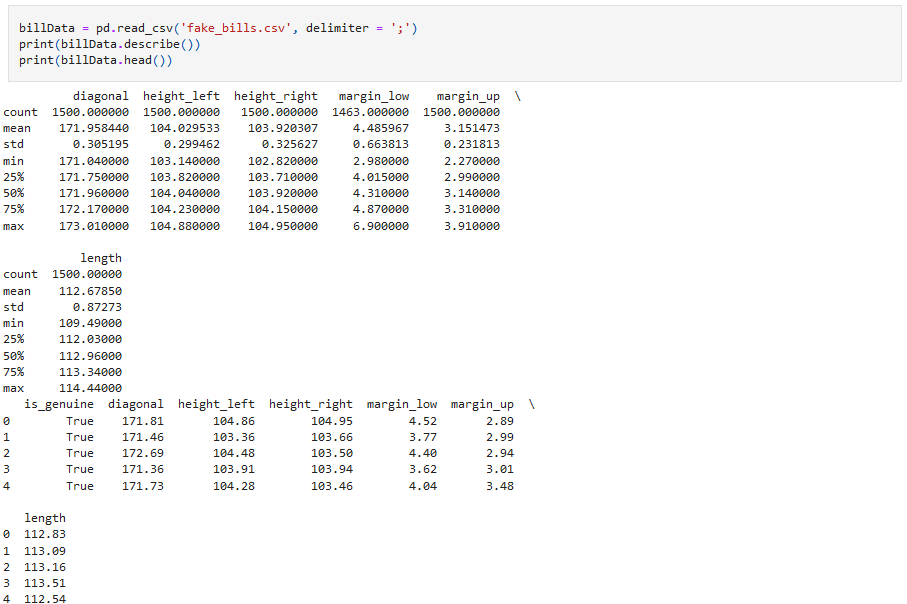 billData = pd.read_csv('fake_bills.csv', delimiter = ';')
print(billData.describe())
print(billData.head())
          diagonal  height_left  height_right  margin_low    margin_up  \
count  1500.000000  1500.000000   1500.000000  1463.000000  1500.000000
mean    171.958440   104.029533    103.920307     4.485967     3.151473
std       0.305195     0.299462      0.325627     0.663813     0.231813
min     171.040000   103.140000    102.820000     2.980000     2.270000
25%     171.750000   103.820000    103.710000     4.015000     2.990000
50%     171.960000   104.040000    103.920000     4.310000     3.140000
75%     172.170000   104.230000    104.150000     4.870000     3.310000
max     173.010000   104.880000    104.950000     6.900000     3.910000
           length
count  1500.00000
mean    112.67850
std       0.87273
min     109.49000
25%     112.03000
50%     112.96000
75%     113.34000
max     114.44000
   is_genuine  diagonal  height_left  height_right  margin_low  margin_up  \
0        True    171.81       104.86        104.95        4.52       2.89
1        True    171.46       103.36        103.66        3.77       2.99
2        True    172.69       104.48        103.50        4.40       2.94
3        True    171.36       103.91        103.94        3.62       3.01
4        True    171.73       104.28        103.46        4.04       3.48
   length
0  112.83
1  113.09
2  113.16
3  113.51
4  112.54